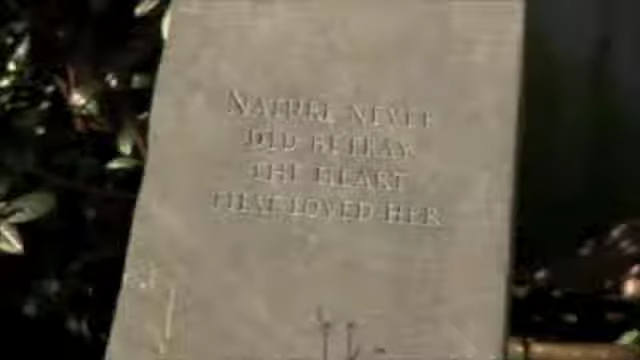 NATURE NEVER
DID BETRAY
THE HEART
THAT LOVED HER